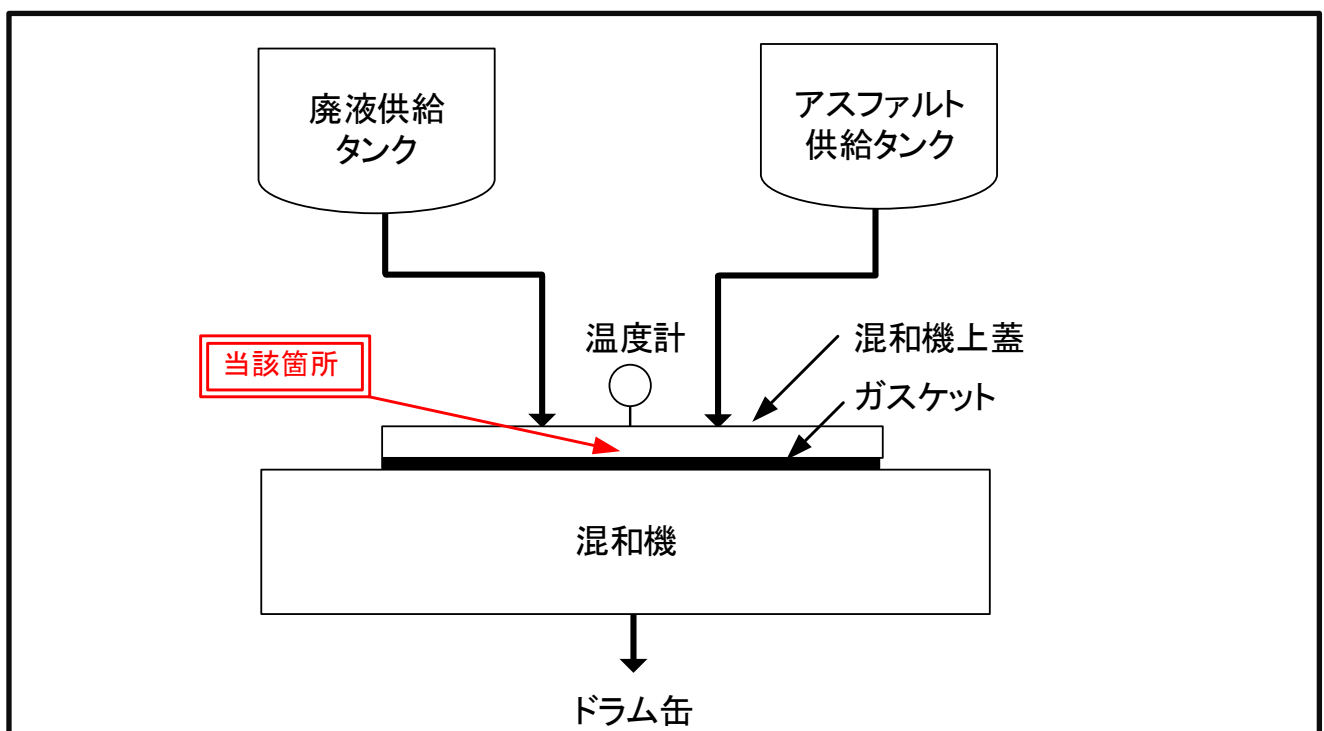 廃液供給
タンク
アスファルト
供給タンク
温度計
混和機上蓋
当該箇所
ガスケット
混和機
ドラム缶